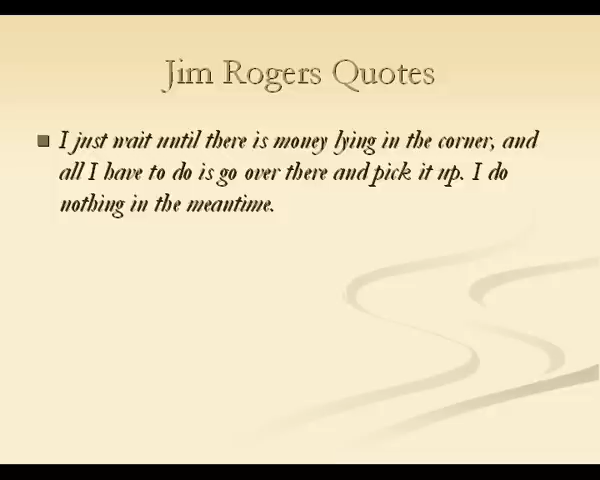 Jim Rogers Quotes
I just wait until there is money lying in the corner, and
all I have to do is go over there and pick it up. I do
nothing in the meantime.